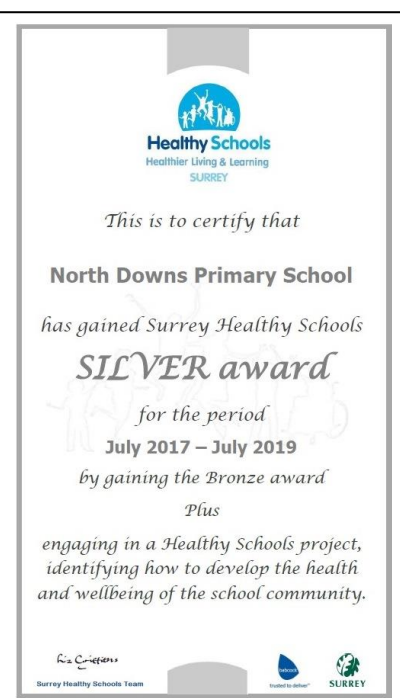 Healthy Schools
Healthier Living & Learning
SURREY
This is to certify that
North Downs Primary School
has gained Surrey Healthy Schools
SILVER award
for the period
July 2017 – July 2019
by gaining the Bronze award
Plus
engaging in a Healthy Schools project,
identifying how to develop the health
and wellbeing of the school community.
Surrey Healthy Schools Team
babcock
trusted to deliver™
SURREY